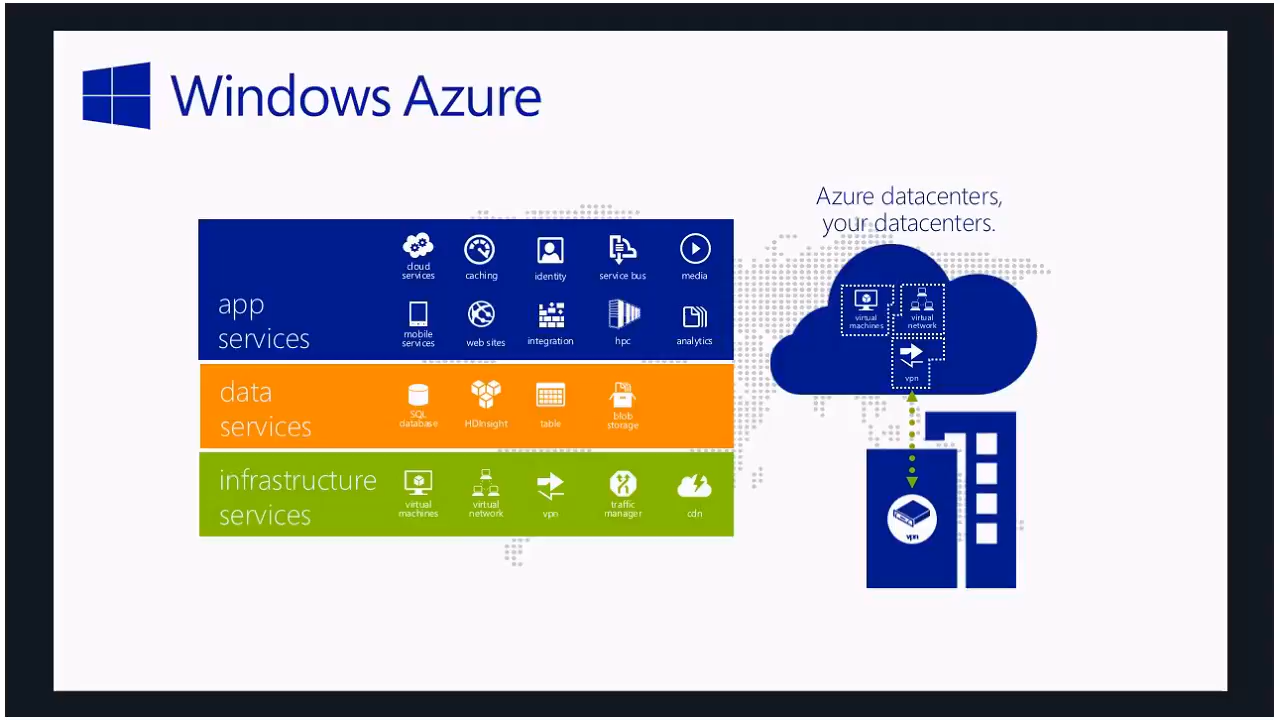 Windows Azure
Azure datacenters,
your datacenters.
app
services
cloud
services
caching
identity
service bus
media
mobile
services
web sites
integration
hpc
analytics
data
services
SQL
database
HDInsight
table
blob
storage
infrastructure
services
virtual
machines
virtual
network
vpn
traffic
manager
cdn
virtual
machines
virtual
network
vpn
vpn